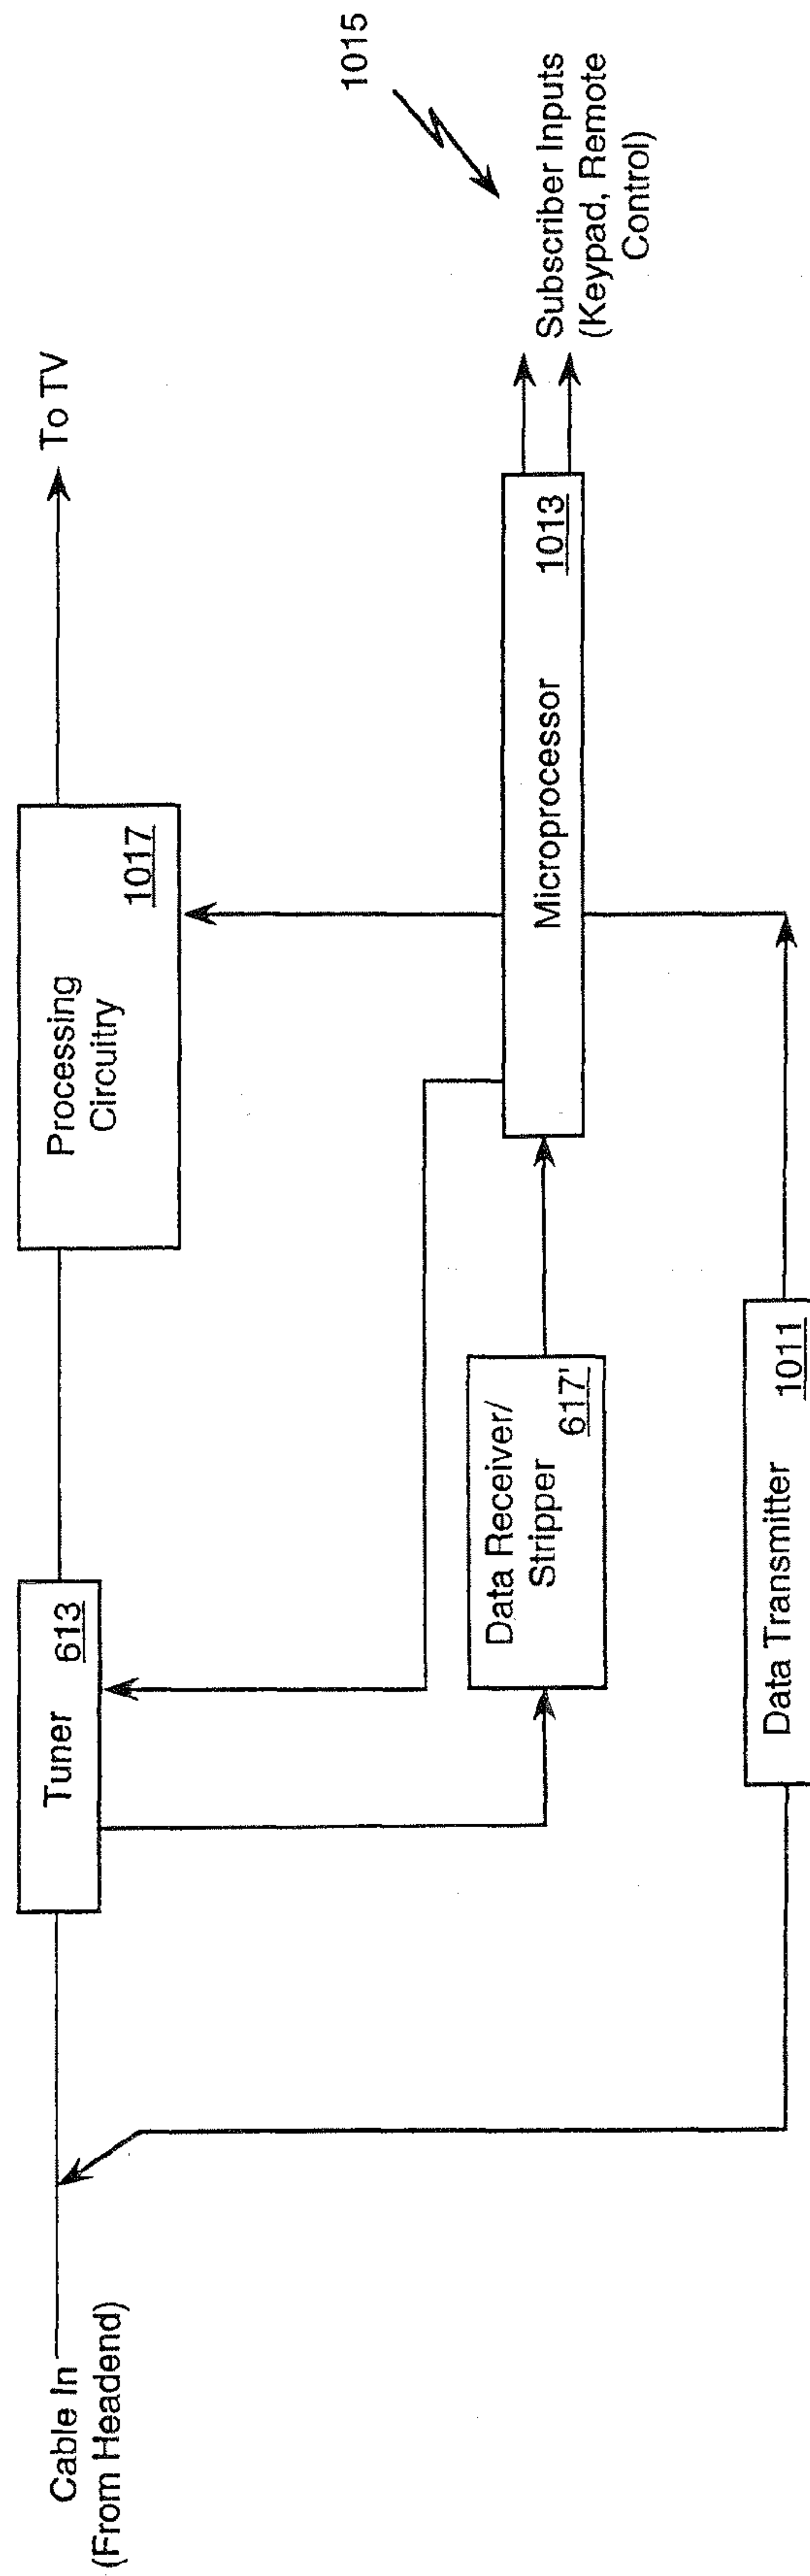 Cable In
(From Headend)
Tuner 613
Processing
Circuitry
1017
To TV
Data Receiver/
Stripper 617'
Microprocessor 1013
Subscriber Inputs
(Keypad, Remote
Control)
1015
Data Transmitter 1011